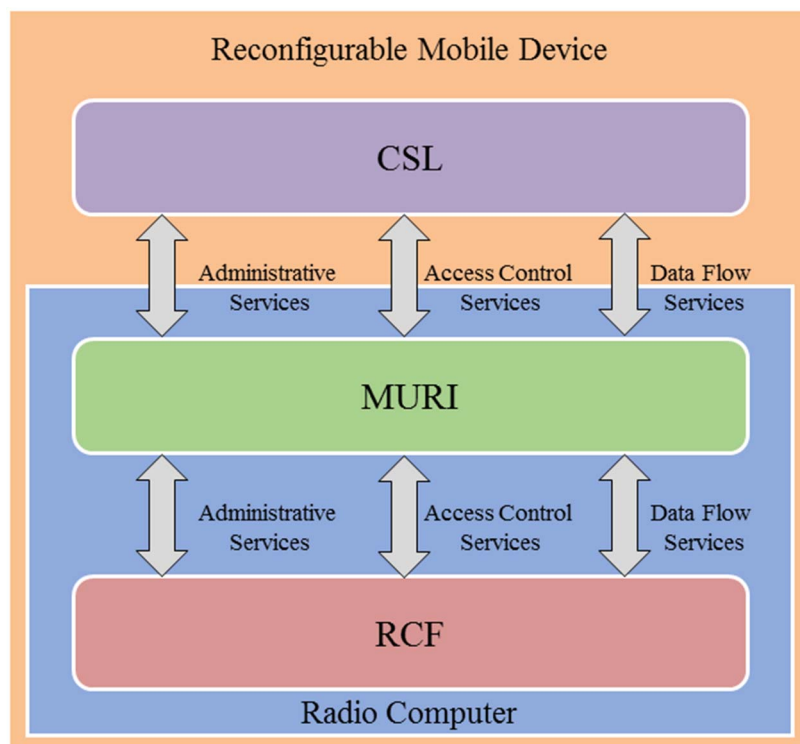 Reconfigurable Mobile Device
CSL
Administrative
Services
Access Control
Services
Data Flow
Services
MURI
Administrative
Services
Access Control
Services
Data Flow
Services
RCF
Radio Computer